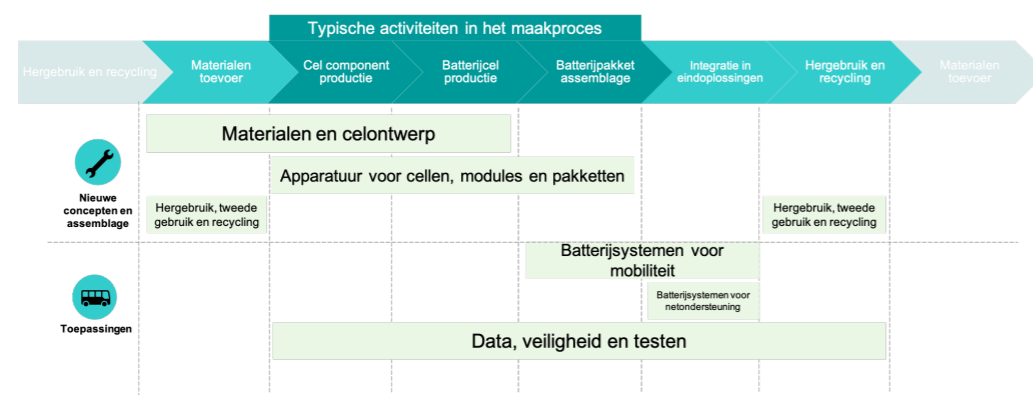 Typische activiteiten in het maakproces
Hergebruik en recycling
Materialen
toevoer
Cel component
productie
Batterijcel
productie
Batterijpakket
assemblage
Integratie in
eindoplossingen
Hergebruik en
recycling
Materialen
toevoer
Materialen en celontwerp
Apparatuur voor cellen, modules en pakketten
Nieuwe
concepten en
assemblage
Hergebruik, tweede
gebruik en recycling
Hergebruik, tweede
gebruik en recycling
Batterijsystemen voor
mobiliteit
Batterijsystemen voor
netondersteuning
Toepassingen
Data, veiligheid en testen